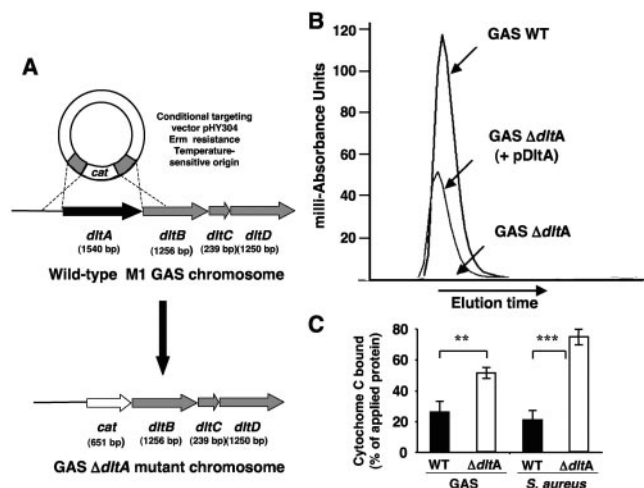 A
Conditional targeting
vector pHY304
Erm resistance
Temperature-
sensitive origin
cat
dltA
(1540 bp)
dltB
(1256 bp)
dltC
(239 bp)
dltD
(1250 bp)
Wild-type M1 GAS chromosome
cat
(651 bp)
dltB
(1256 bp)
dltC
(239 bp)
dltD
(1250 bp)
GAS ΔdltA mutant chromosome
B
milli-Absorbance Units
120
100
80
60
40
20
GAS WT
GAS ΔdltA
(+ pDltA)
GAS ΔdltA
Elution time
C
Cytochome C bound
(% of applied protein)
80
60
40
20
0
**
***
WT
ΔdltA
WT
ΔdltA
GAS
S. aureus